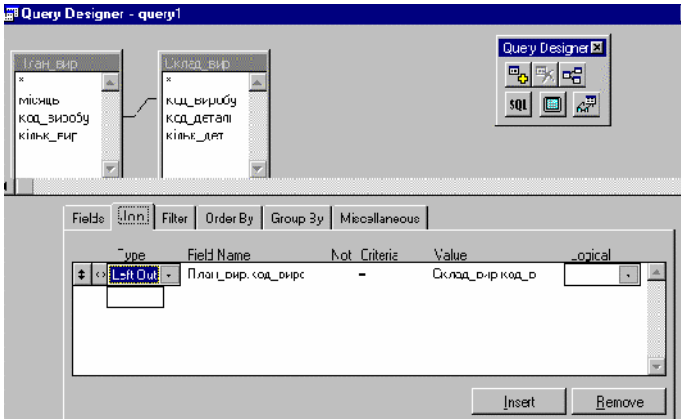 Query Designer - query1
План_вир
*
місяць
код_виробу
кільк_вир
Склад_вир
*
код_виробу
код_деталі
кільк_дет
Query Designer
SQL
Fields Join Filter Order By Group By Miscellaneous
Type Field Name Not Criteria Value Logical
Left Out План_вир.код_виро = Склад_вир.код_в
Insert Remove